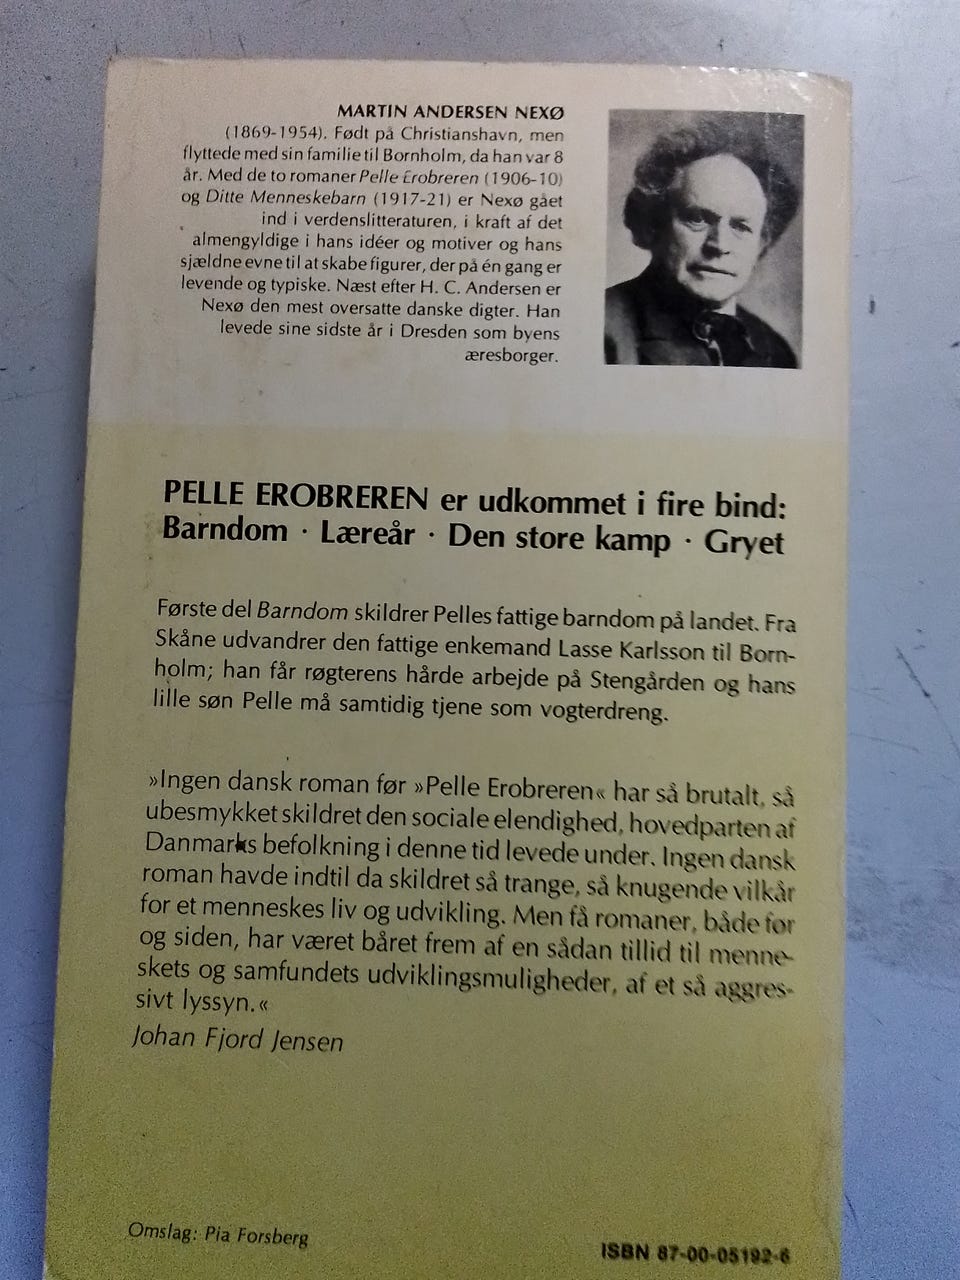 MARTIN ANDERSEN NEXØ
(1869-1954). Født på Christianshavn, men
flyttede med sin familie til Bornholm, da han var 8
år. Med de to romaner Pelle Erobreren (1906-10)
og Ditte Menneskebarn (1917-21) er Nexø gået
ind i verdenslitteraturen, i kraft af det
almengyldige i hans idéer og motiver og hans
sjældne evne til at skabe figurer, der på én gang er
levende og typiske. Næst efter H. C. Andersen er
Nexø den mest oversatte danske digter. Han
levede sine sidste år i Dresden som byens
æresborger.
PELLE EROBREREN er udkommet i fire bind:
Barndom · Læreår · Den store kamp · Gryet
Første del Barndom skildrer Pelles fattige barndom på landet. Fra
Skåne udvandrer den fattige enkemand Lasse Karlsson til Born-
holm; han får røgterens hårde arbejde på Stengården og hans
lille søn Pelle må samtidig tjene som vogterdreng.
»Ingen dansk roman før »Pelle Erobreren« har så brutalt, så
ubesmykket skildret den sociale elendighed, hovedparten af
Danmarks befolkning i denne tid levede under. Ingen dansk
roman havde indtil da skildret så trange, så knugende vilkår
for et menneskes liv og udvikling. Men få romaner, både før
og siden, har været båret frem af en sådan tillid til menne-
skets og samfundets udviklingsmuligheder, af et så aggres-
sivt lyssyn.«
Johan Fjord Jensen
Omslag: Pia Forsberg
ISBN 87-00-05192-6